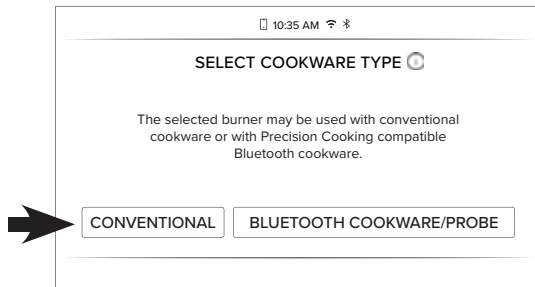 10:35 AM
SELECT COOKWARE TYPE
The selected burner may be used with conventional
cookware or with Precision Cooking compatible
Bluetooth cookware.
CONVENTIONAL
BLUETOOTH COOKWARE/PROBE